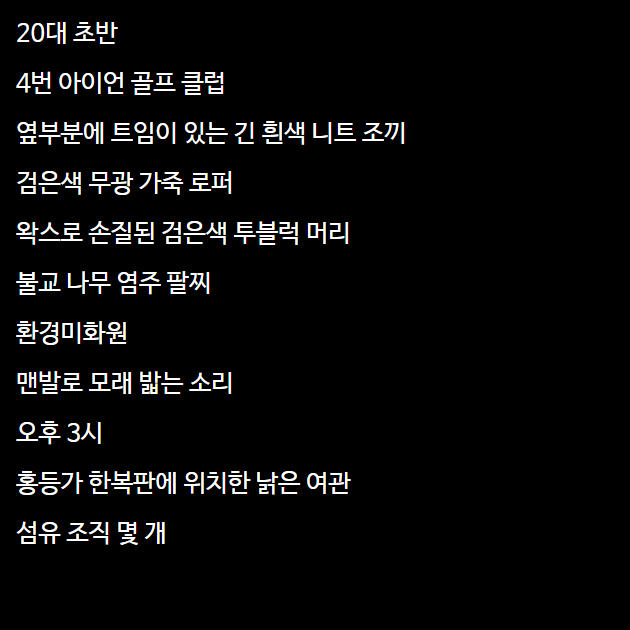 20대 초반
4번 아이언 골프 클럽
옆부분에 트임이 있는 긴 흰색 니트 조끼
검은색 무광 가죽 로퍼
왁스로 손질된 검은색 투블럭 머리
불교 나무 염주 팔찌
환경미화원
맨발로 모래 밟는 소리
오후 3시
홍등가 한복판에 위치한 낡은 여관
섬유 조직 몇 개